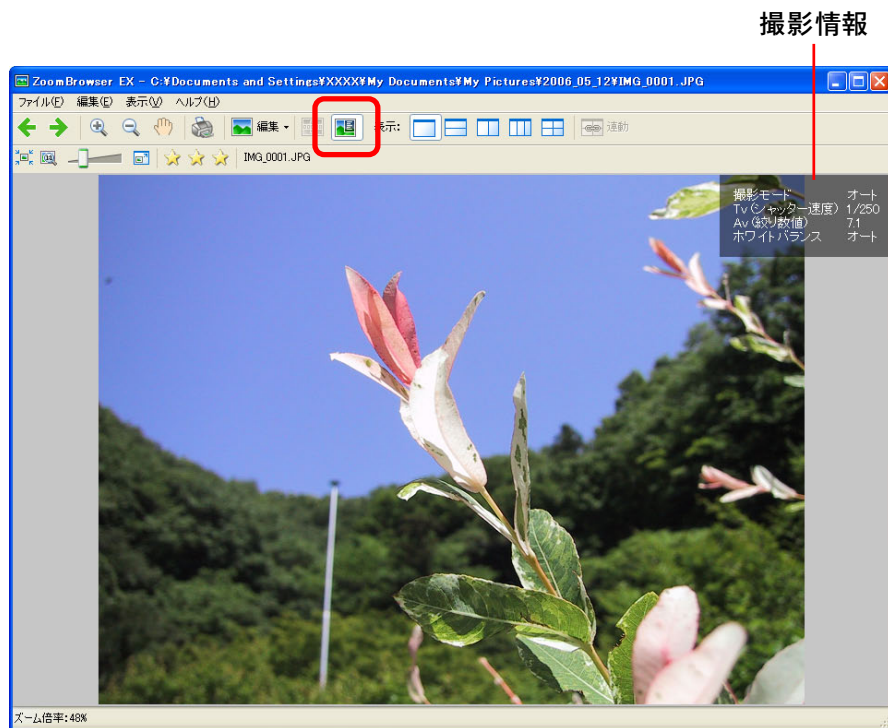 撮影情報
ZoomBrowser EX - C:¥Documents and Settings¥XXXX¥My Documents¥My Pictures¥2006_05_12¥IMG_0001.JPG
ファイル(F) 編集(E) 表示(V) ヘルプ(H)
編集 表示: 連動
IMG_0001.JPG
撮影モード オート
Tv(シャッター速度) 1/250
Av(絞り数値) 7.1
ホワイトバランス オート
ズーム倍率:48%